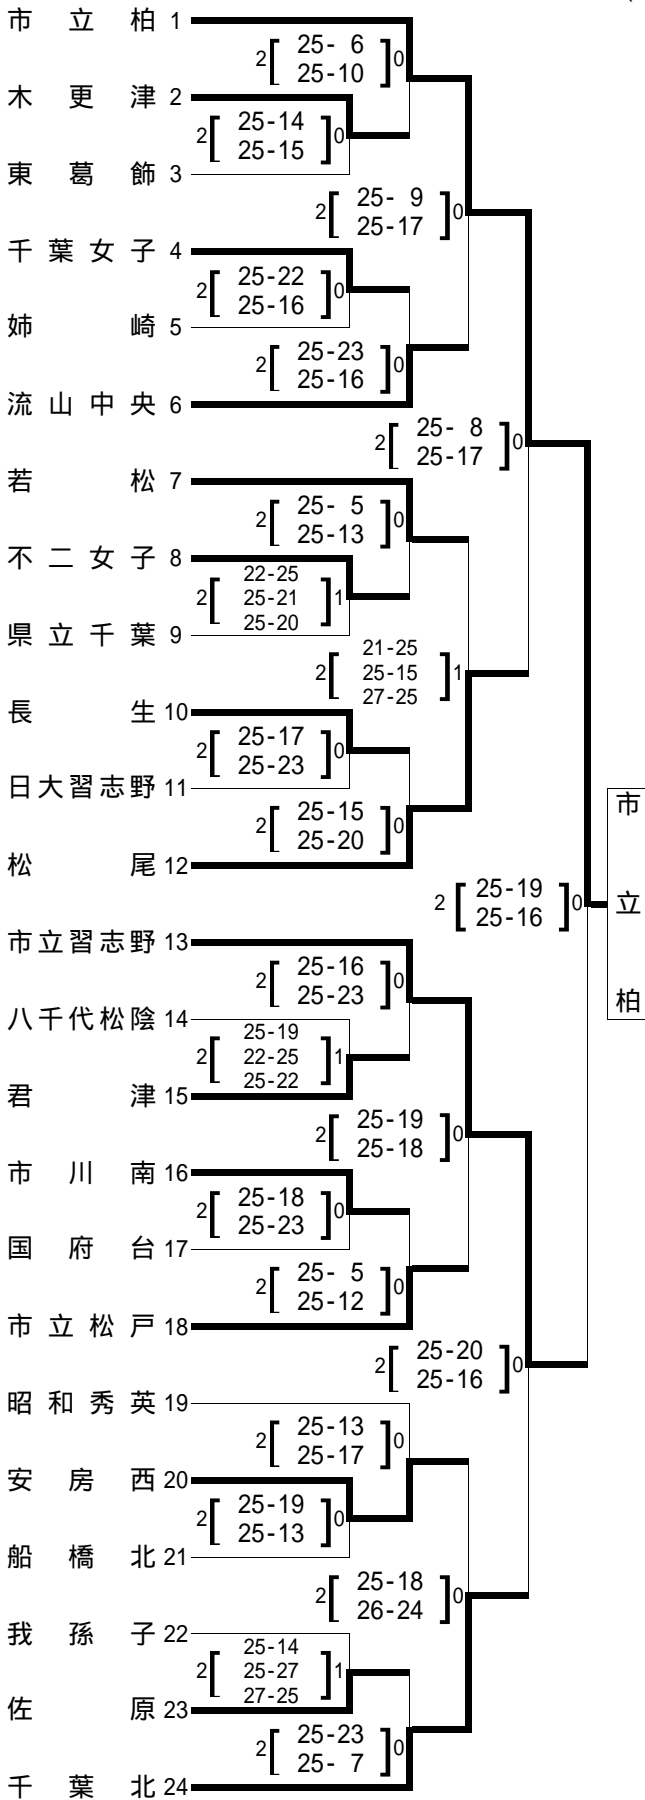 市立柏 1
2[ 25- 6 ]0
25-10
木更津 2
2[ 25-14 ]0
25-15
東葛飾 3
2[ 25- 9 ]0
25-17
千葉女子 4
2[ 25-22 ]0
25-16
姉崎 5
2[ 25-23 ]0
25-16
流山中央 6
2[ 25- 8 ]0
25-17
若松 7
2[ 25- 5 ]0
25-13
不二女子 8
22-25
2[ 25-21 ]1
25-20
県立千葉 9
21-25
2[ 25-15 ]1
27-25
長生 10
2[ 25-17 ]0
25-23
日大習志野 11
2[ 25-15 ]0
25-20
松尾 12
2[ 25-19 ]0
25-16
市立柏
市立習志野 13
2[ 25-16 ]0
25-23
八千代松陰 14
25-19
2[ 22-25 ]1
25-22
君津 15
2[ 25-19 ]0
25-18
市川南 16
2[ 25-18 ]0
25-23
国府台 17
2[ 25- 5 ]0
25-12
市立松戸 18
2[ 25-20 ]0
25-16
昭和秀英 19
2[ 25-13 ]0
25-17
安房西 20
2[ 25-19 ]0
25-13
船橋北 21
2[ 25-18 ]0
26-24
我孫子 22
25-14
2[ 25-27 ]1
27-25
佐原 23
2[ 25-23 ]0
25- 7
千葉北 24